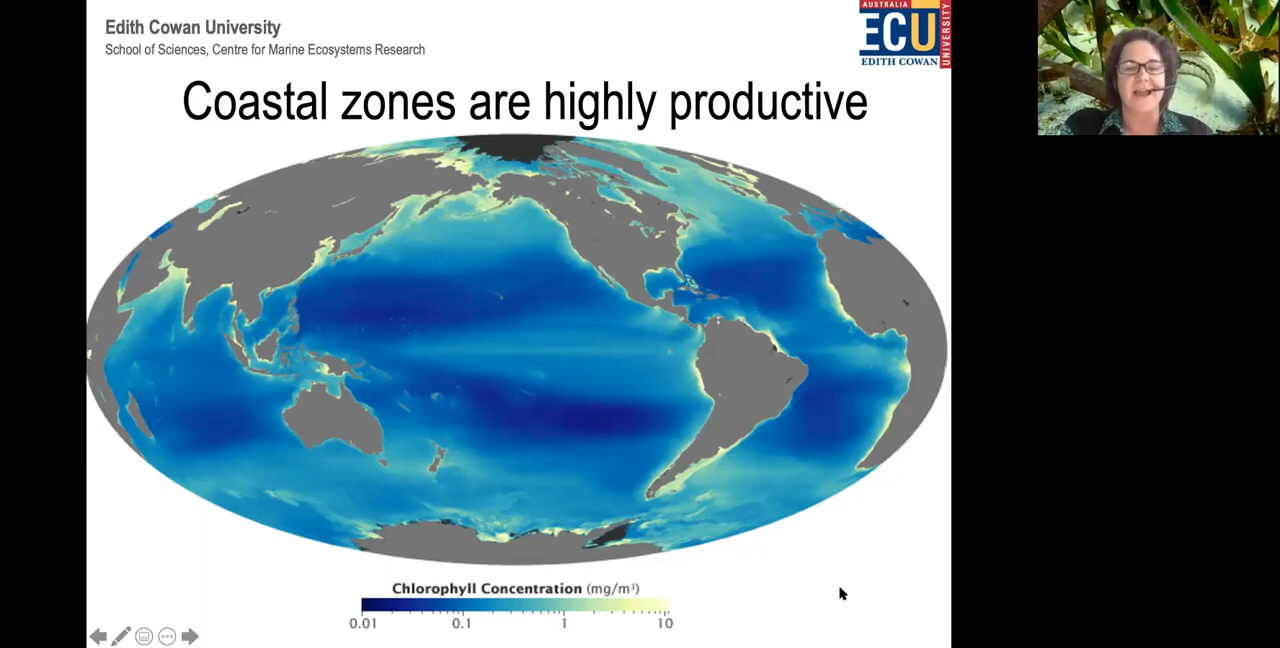 Edith Cowan University
School of Sciences, Centre for Marine Ecosystems Research
AUSTRALIA
ECU
EDITH COWAN
UNIVERSITY
Coastal zones are highly productive
Chlorophyll Concentration (mg/m³)
0.01 0.1 1 10